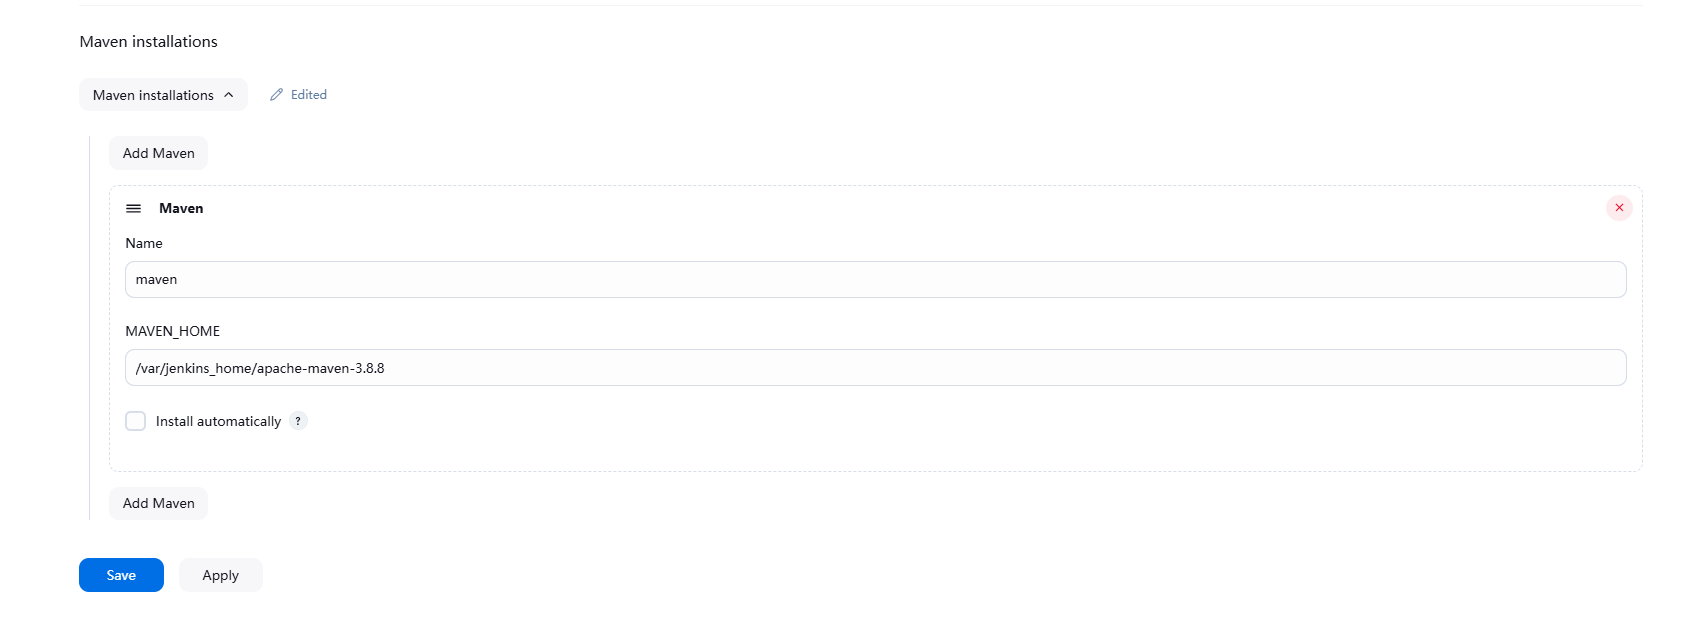 Maven installations
Maven installations
Edited
Add Maven
Maven
Name
maven
MAVEN_HOME
/var/jenkins_home/apache-maven-3.8.8
Install automatically ?
Add Maven
Save
Apply